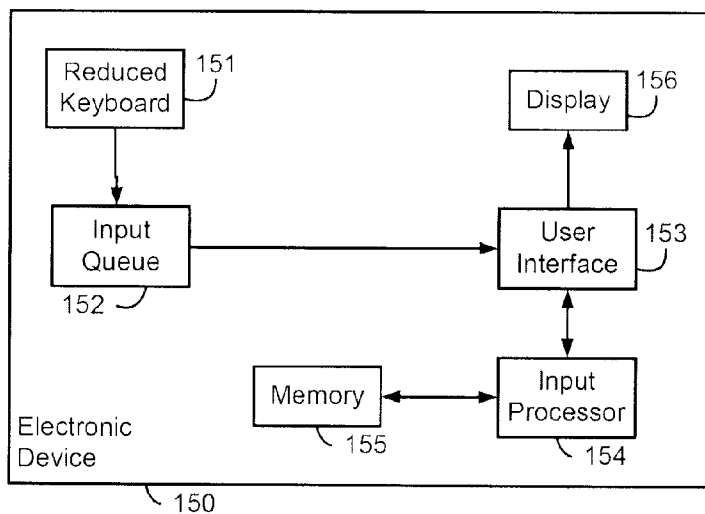 Reduced
Keyboard
151
Display
156
Input
Queue
152
User
Interface
153
Memory
155
Input
Processor
154
Electronic
Device
150